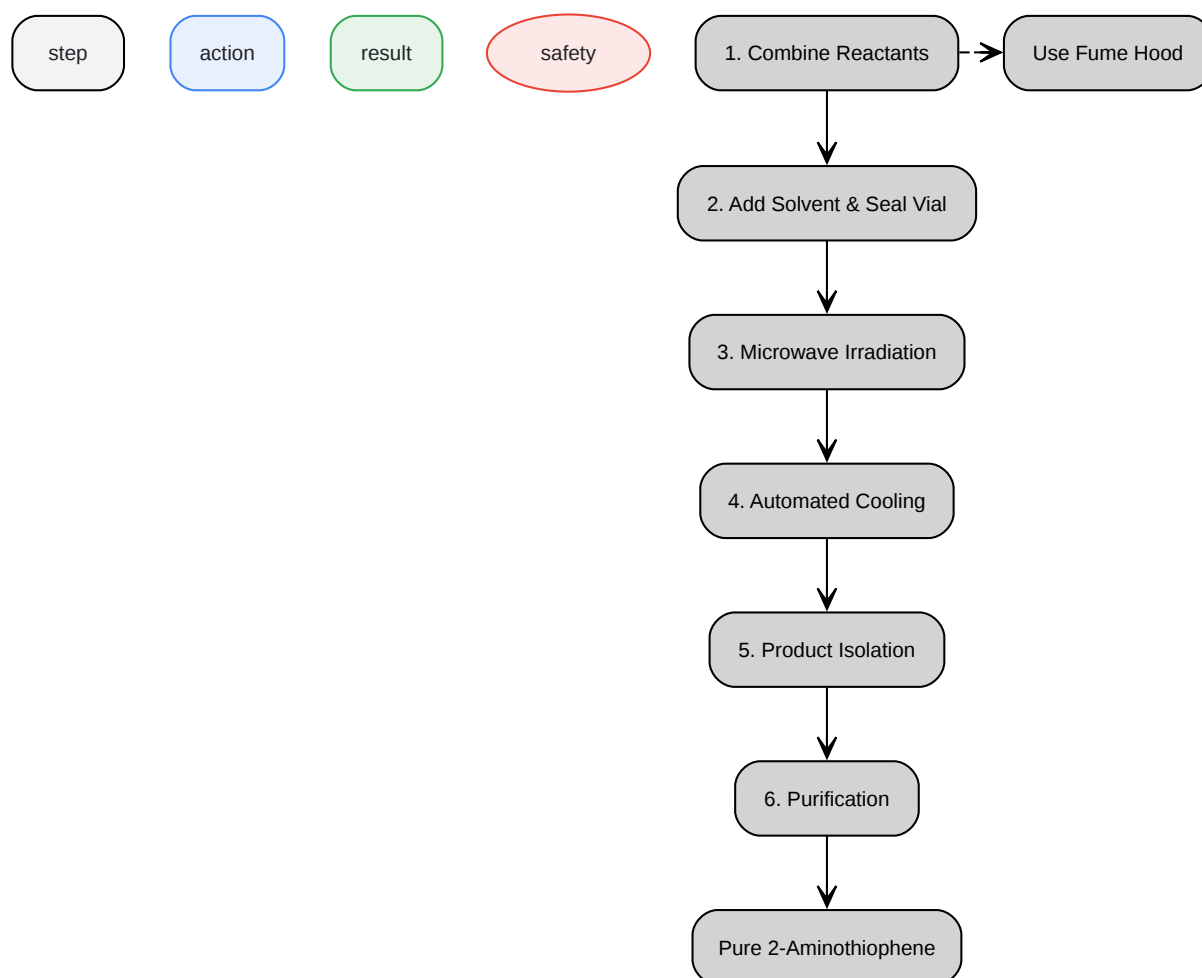 step
action
result
safety
1. Combine Reactants
Use Fume Hood
2. Add Solvent & Seal Vial
3. Microwave Irradiation
4. Automated Cooling
5. Product Isolation
6. Purification
Pure 2-Aminothiophene